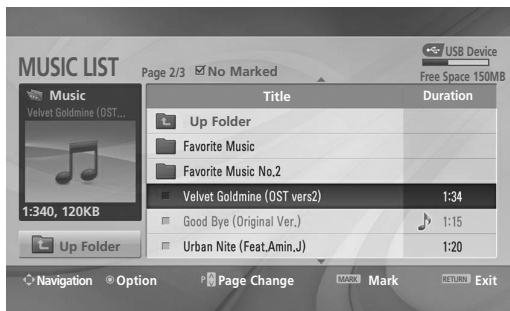 USB Device
MUSIC LIST
Page 2/3 No Marked
Free Space 150MB
Music
Title
Duration
Velvet Goldmine (OST...
Up Folder
Favorite Music
Favorite Music No.2
Velvet Goldmine (OST vers2) 1:34
1:340, 120KB
Good Bye (Original Ver.) 1:15
Up Folder
Urban Nite (Feat.Amin.J) 1:20
Navigation Option P Page Change MARK Mark RETURN Exit